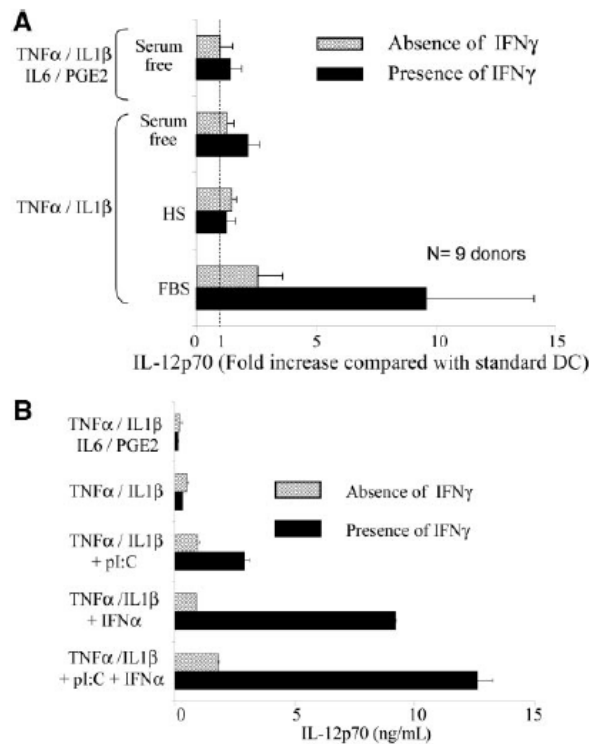 A
TNFα / IL1β
IL6 / PGE2
Serum
free
Absence of IFNγ
Presence of IFNγ
TNFα / IL1β
Serum
free
HS
FBS
N= 9 donors
0 1 5 10 15
IL-12p70 (Fold increase compared with standard DC)
B
TNFα / IL1β
IL6 / PGE2
TNFα / IL1β
Absence of IFNγ
Presence of IFNγ
TNFα / IL1β
+ pI:C
TNFα /IL1β
+ IFNα
TNFα /IL1β
+ pI:C + IFNα
0 5 10 15
IL-12p70 (ng/mL)